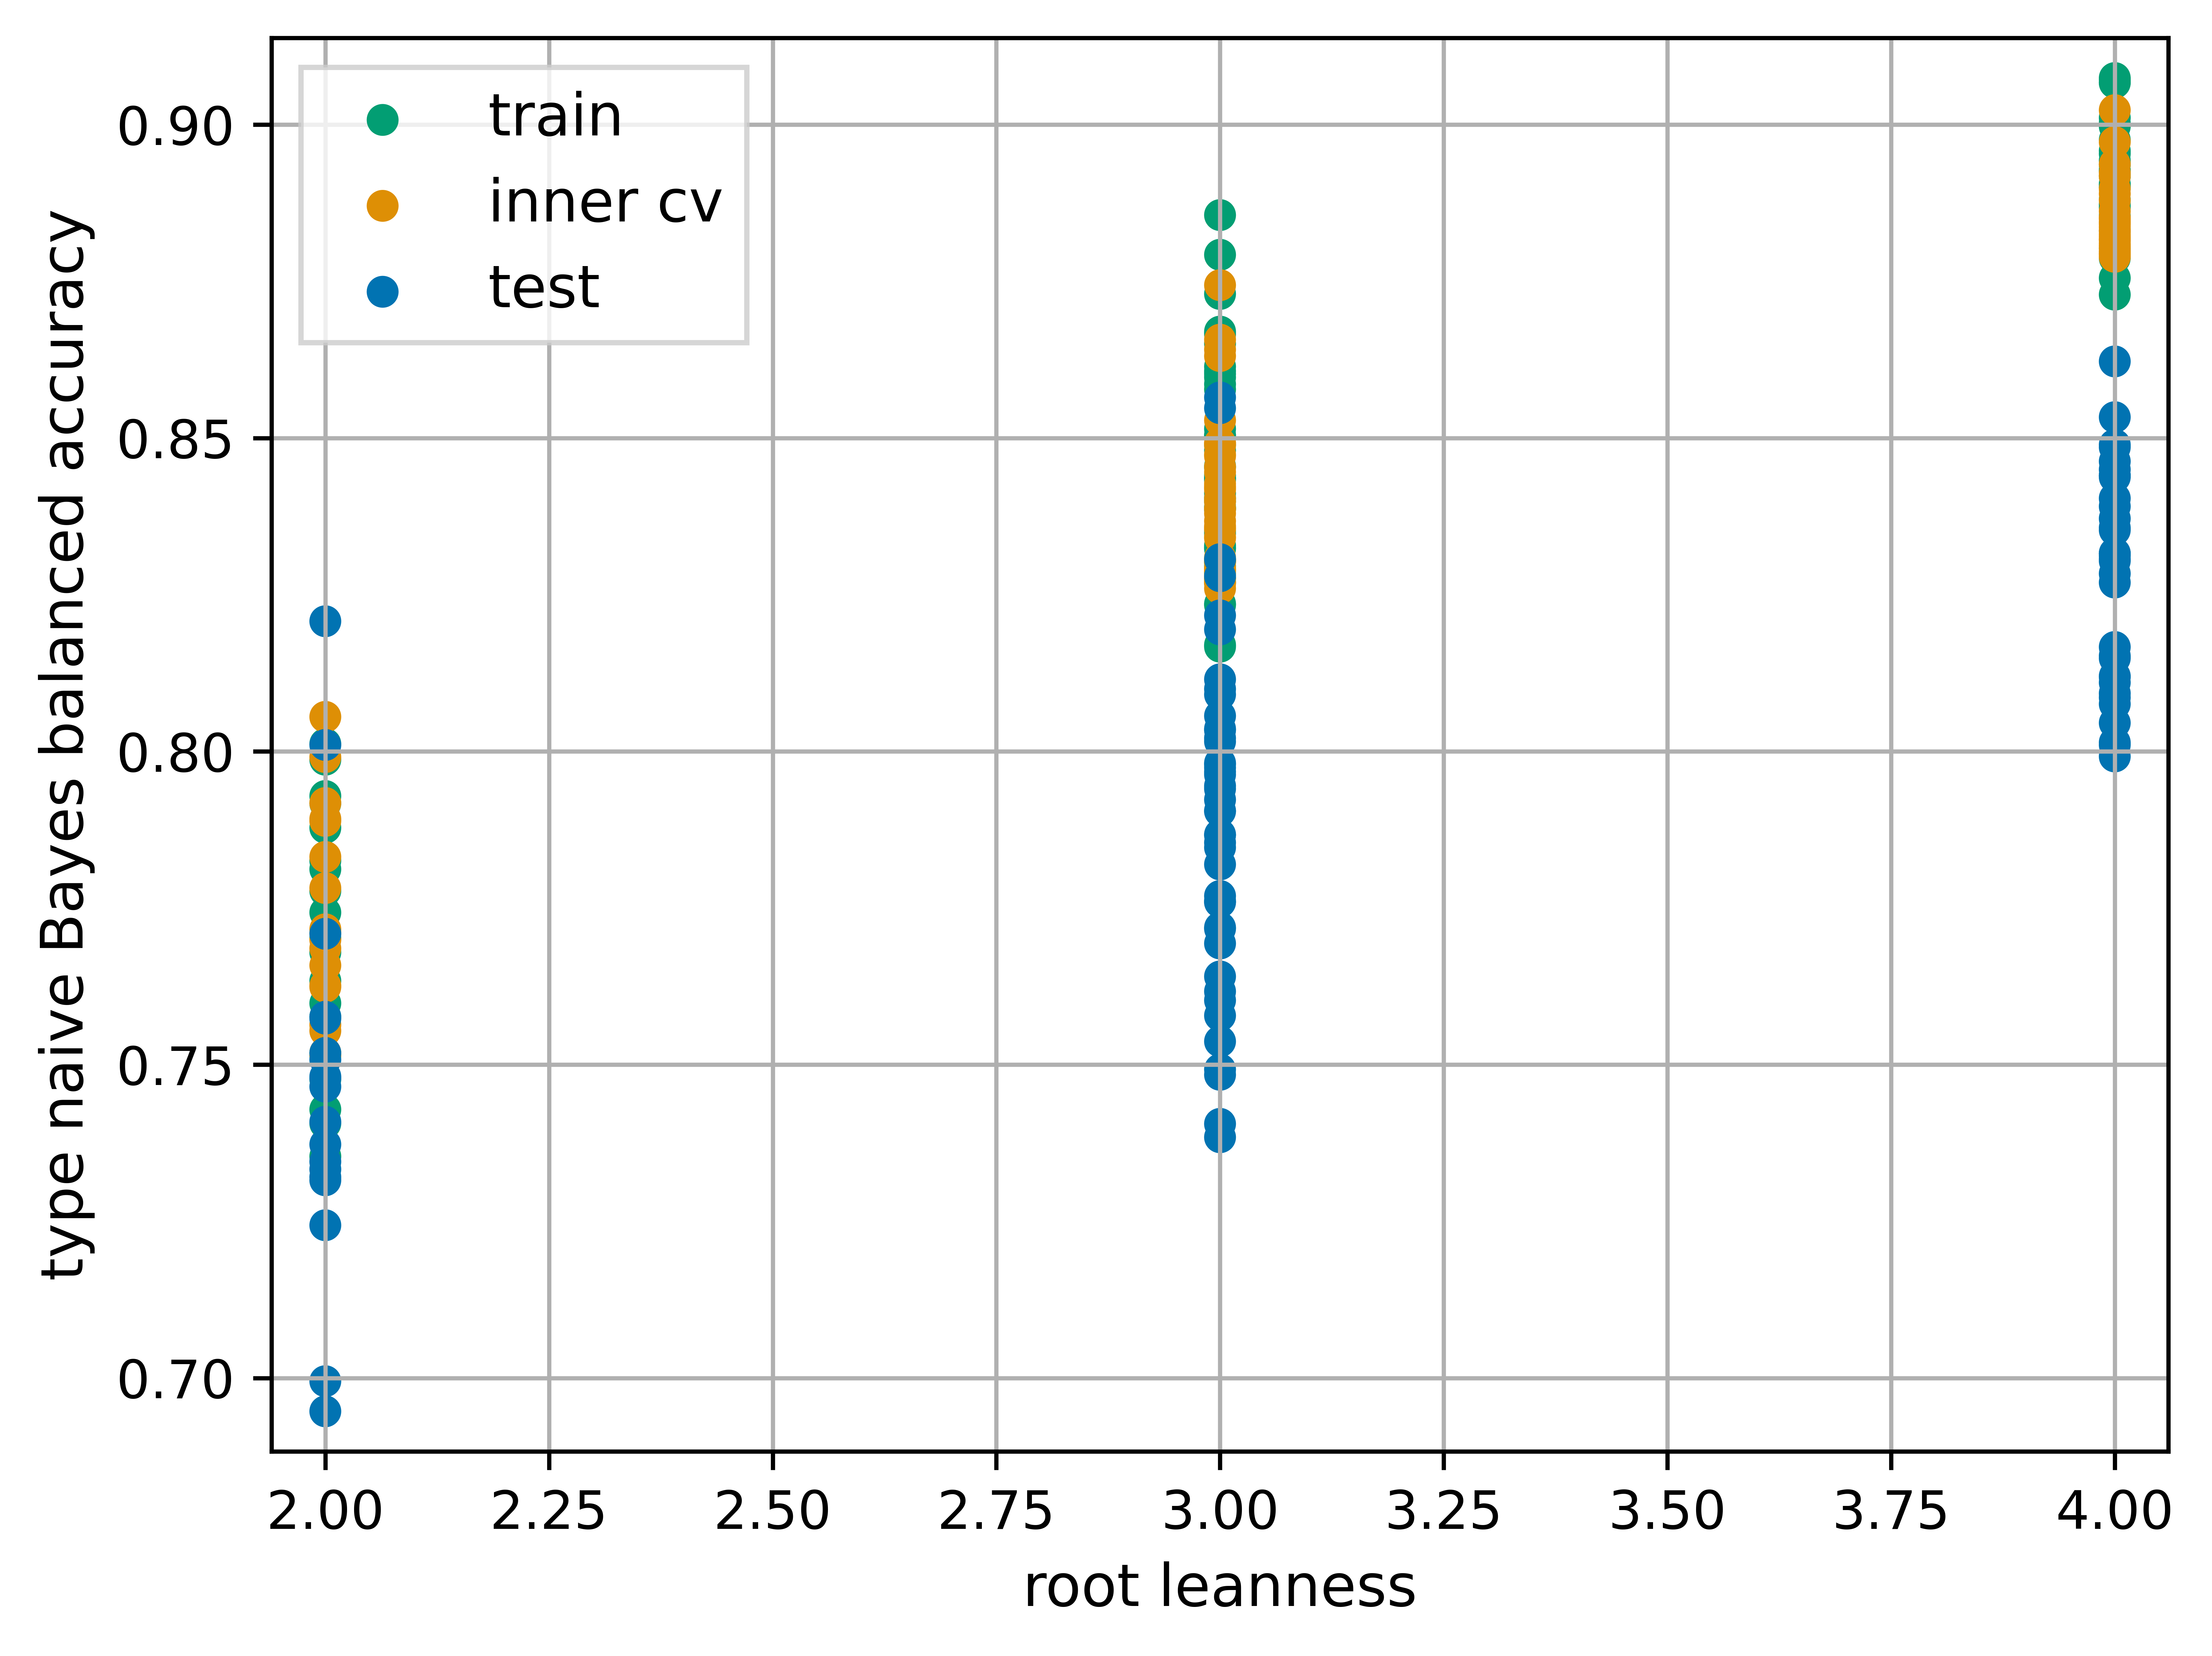 train
inner cv
test
0.90
0.85
0.80
0.75
0.70
type naive Bayes balanced accuracy
2.00 2.25 2.50 2.75 3.00 3.25 3.50 3.75 4.00
root leanness